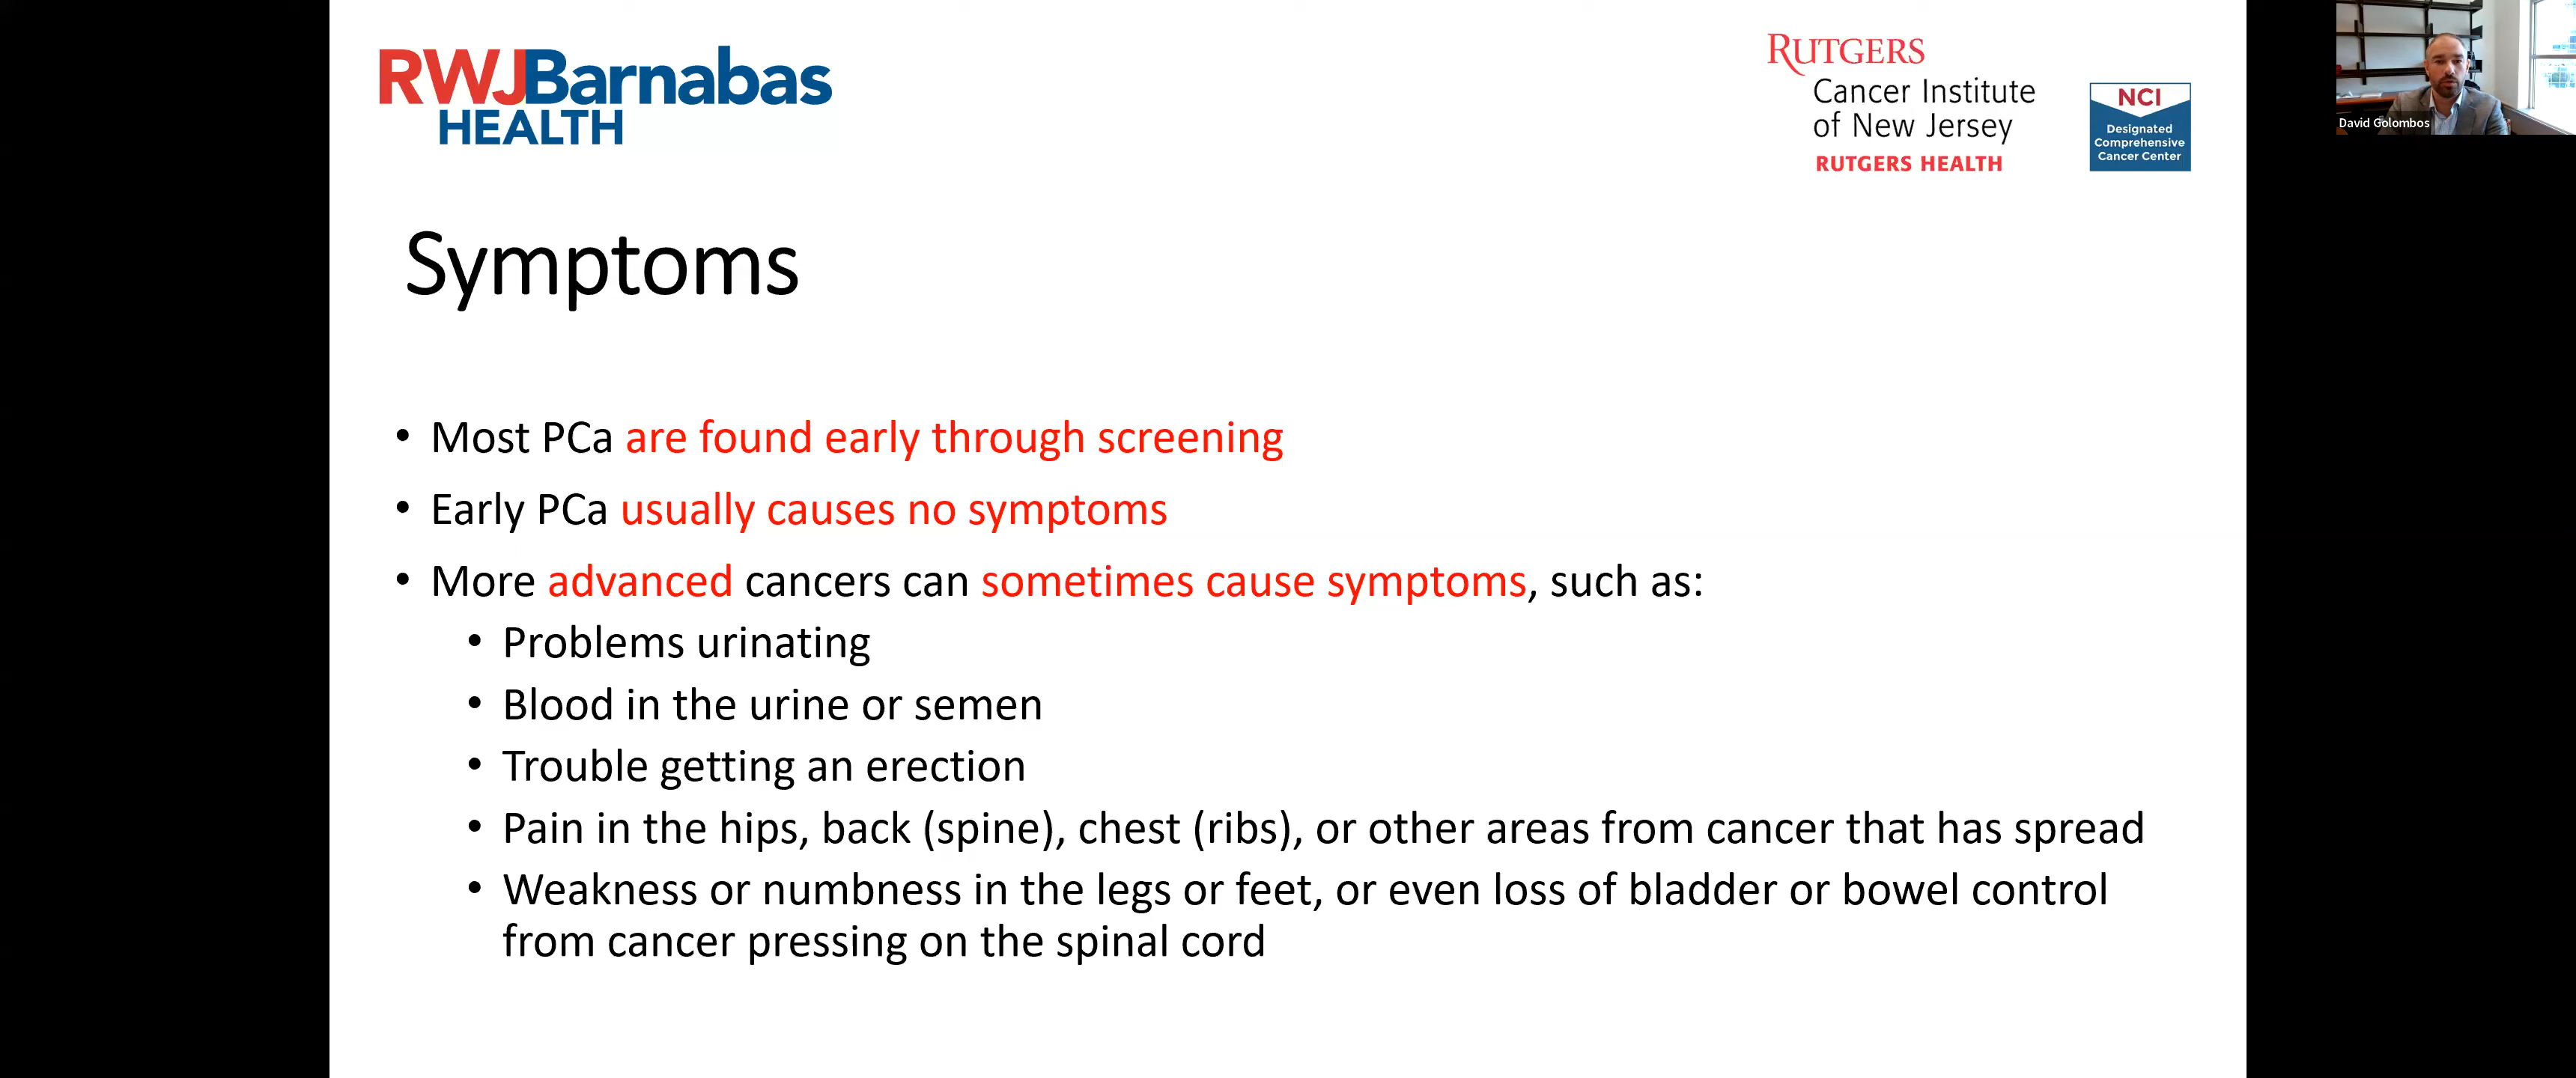 RWJBarnabas
HEALTH
RUTGERS
Cancer Institute
of New Jersey
RUTGERS HEALTH
NCI
Designated
Comprehensive
Cancer Center
David Golombos
Symptoms
• Most PCa are found early through screening
• Early PCa usually causes no symptoms
• More advanced cancers can sometimes cause symptoms, such as:
• Problems urinating
• Blood in the urine or semen
• Trouble getting an erection
• Pain in the hips, back (spine), chest (ribs), or other areas from cancer that has spread
• Weakness or numbness in the legs or feet, or even loss of bladder or bowel control
from cancer pressing on the spinal cord